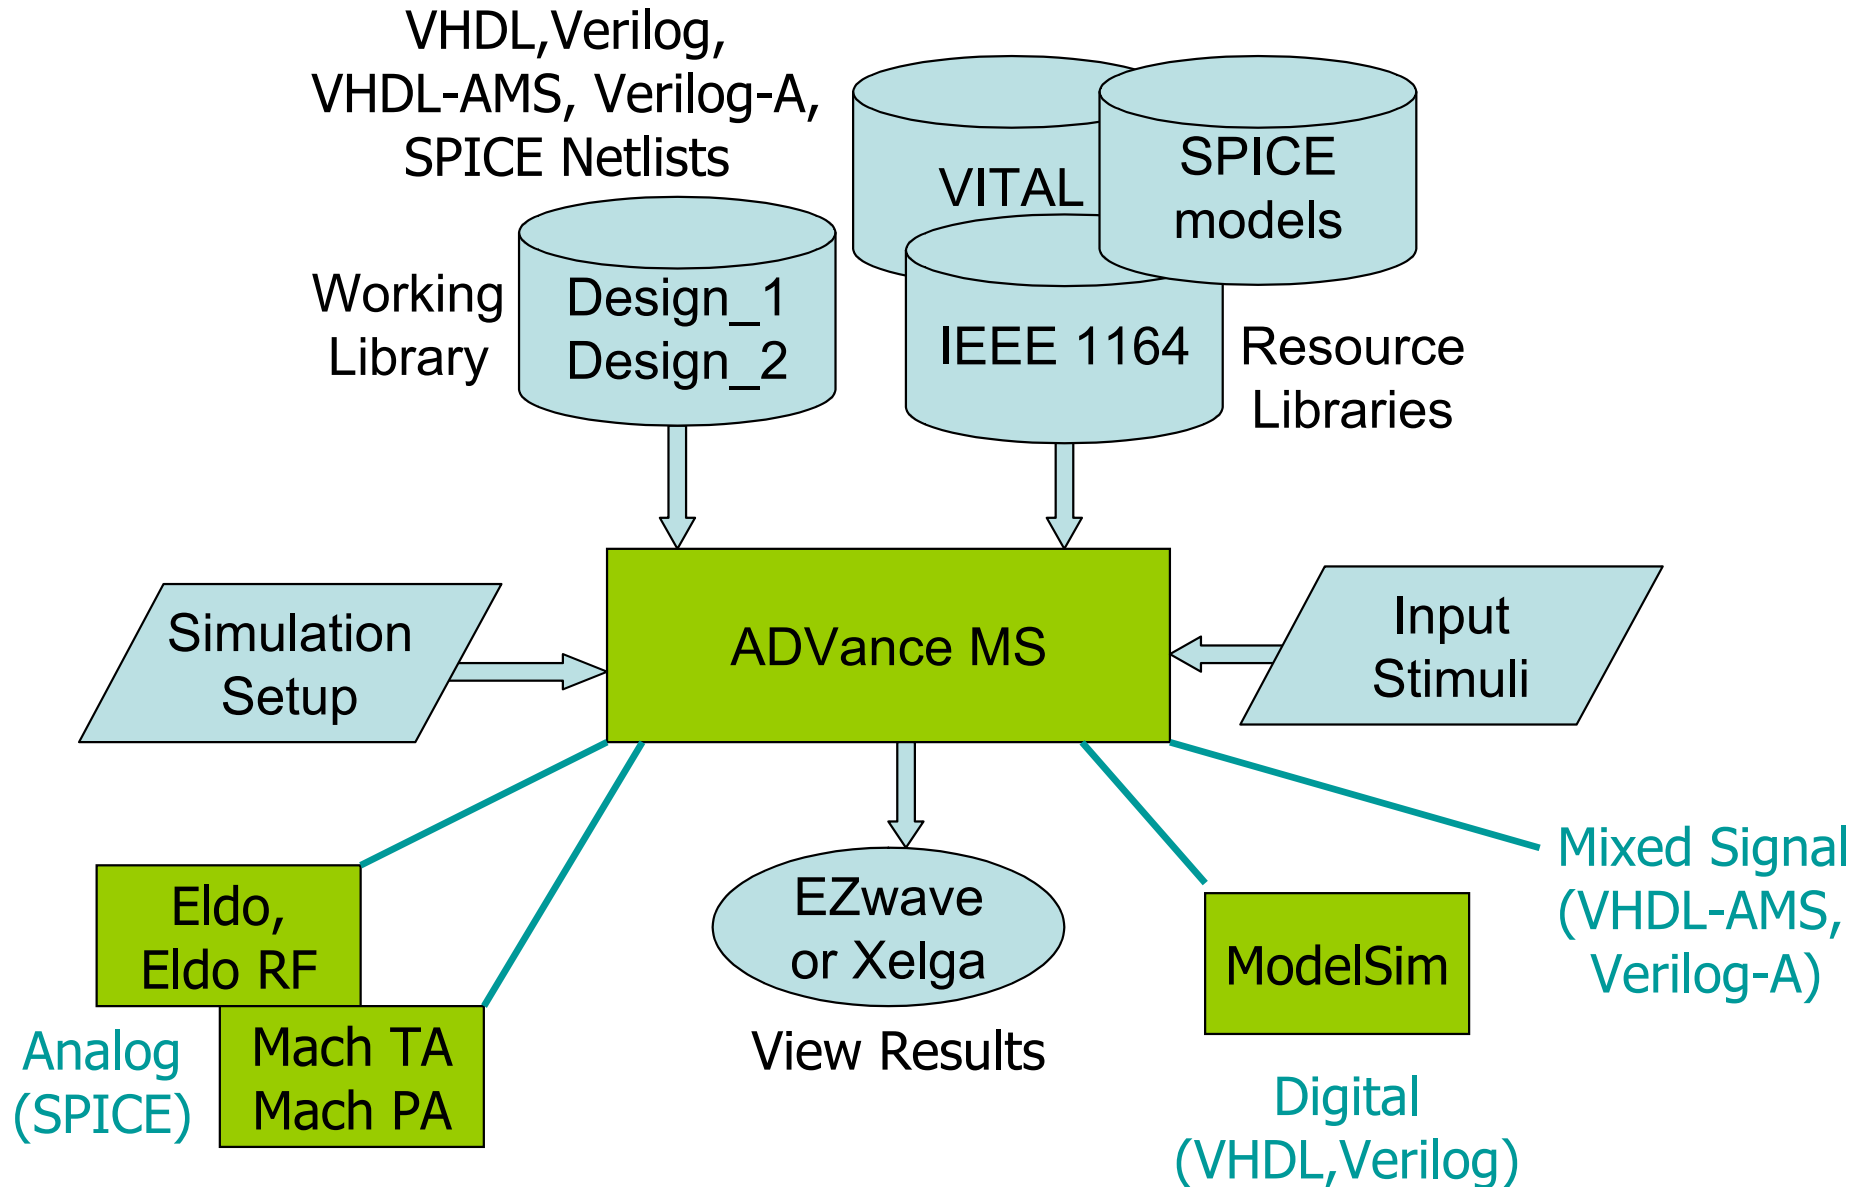 VHDL,Verilog,
VHDL-AMS, Verilog-A,
SPICE Netlists
VITAL
SPICE
models
Working
Library
Design_1
Design_2
IEEE 1164
Resource
Libraries
Simulation
Setup
ADVance MS
Input
Stimuli
Eldo,
Eldo RF
Mach TA
Mach PA
Analog
(SPICE)
EZwave
or Xelga
View Results
ModelSim
Digital
(VHDL,Verilog)
Mixed Signal
(VHDL-AMS,
Verilog-A)